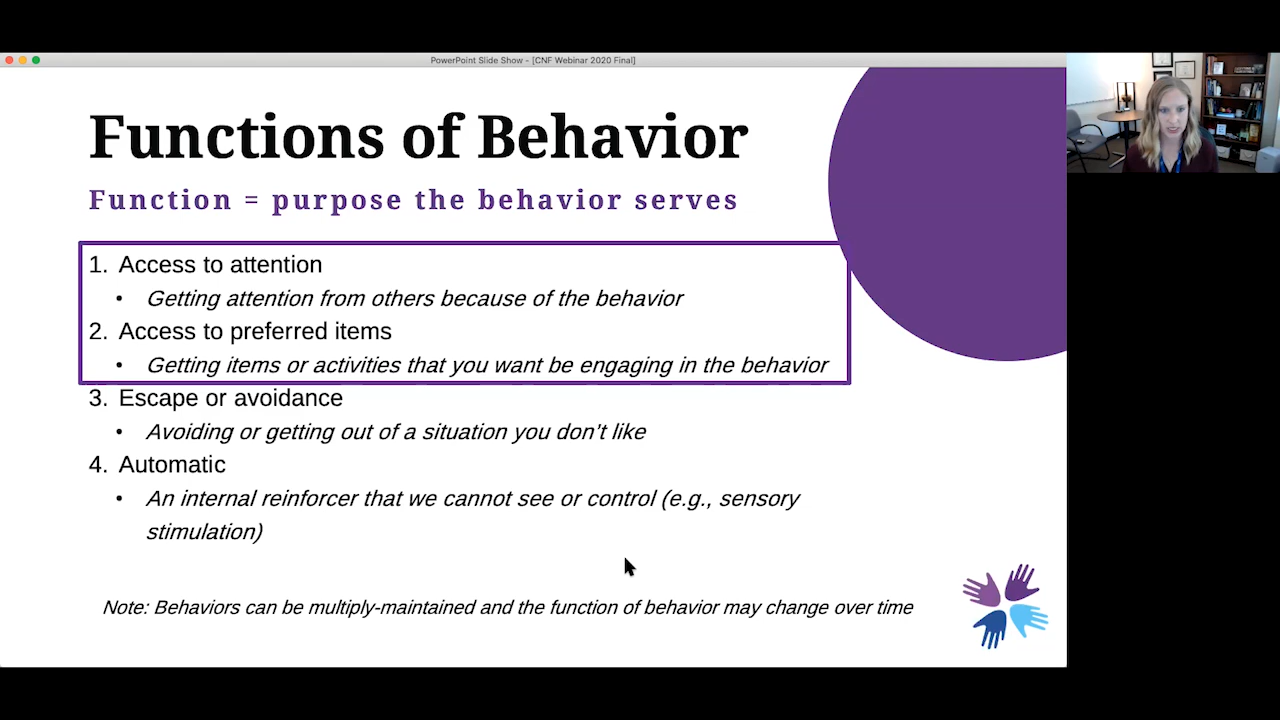 PowerPoint Slide Show - [CNF Webinar 2020 Final]
Functions of Behavior
Function = purpose the behavior serves
1. Access to attention
• Getting attention from others because of the behavior
2. Access to preferred items
• Getting items or activities that you want be engaging in the behavior
3. Escape or avoidance
• Avoiding or getting out of a situation you don't like
4. Automatic
• An internal reinforcer that we cannot see or control (e.g., sensory
stimulation)
Note: Behaviors can be multiply-maintained and the function of behavior may change over time